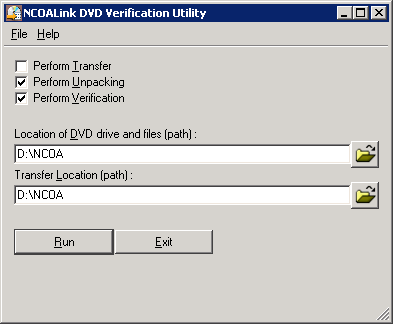 NCOALink DVD Verification Utility
File Help
Perform Transfer
Perform Unpacking
Perform Verification
Location of DVD drive and files (path) :
D:\NCOA
Transfer Location (path) :
D:\NCOA
Run Exit